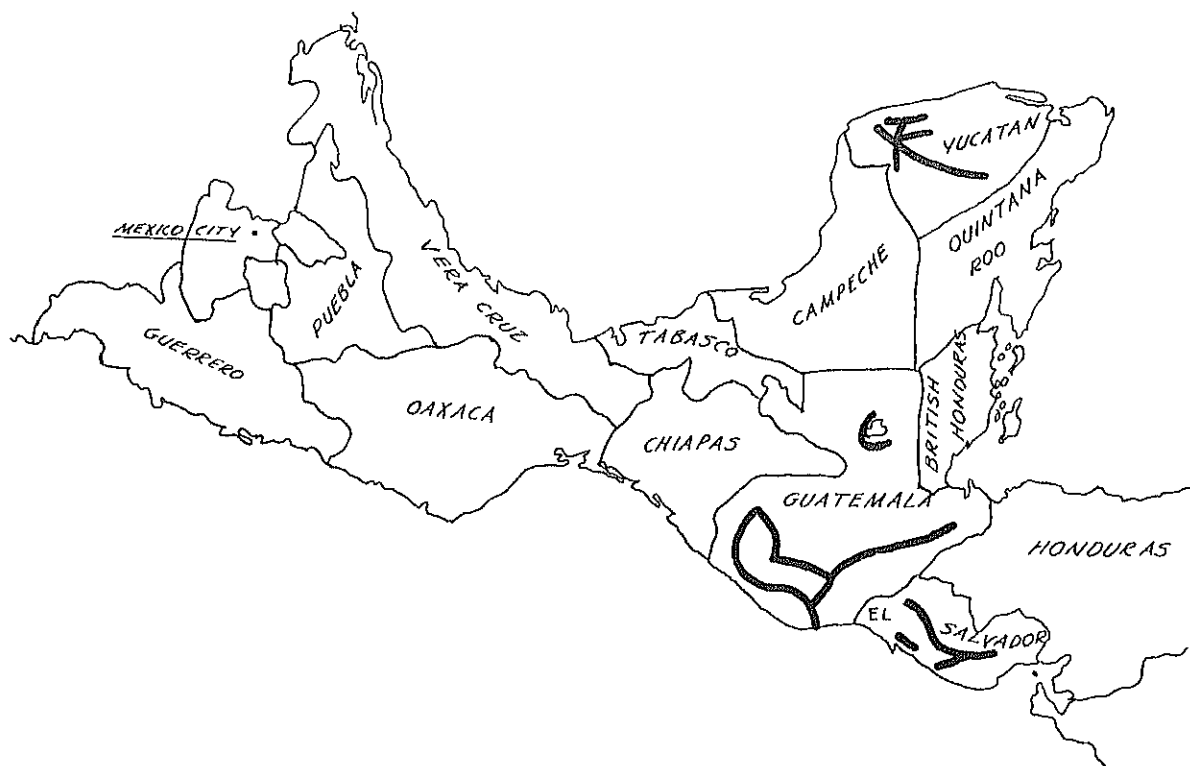 YUCATAN
MEXICO CITY
QUINTANA
ROO
VERA CRUZ
CAMPECHE
PUEBLA
TABASCO
GUERRERO
BRITISH
HONDURAS
OAXACA
CHIAPAS
GUATEMALA
HONDURAS
EL
SALVADOR